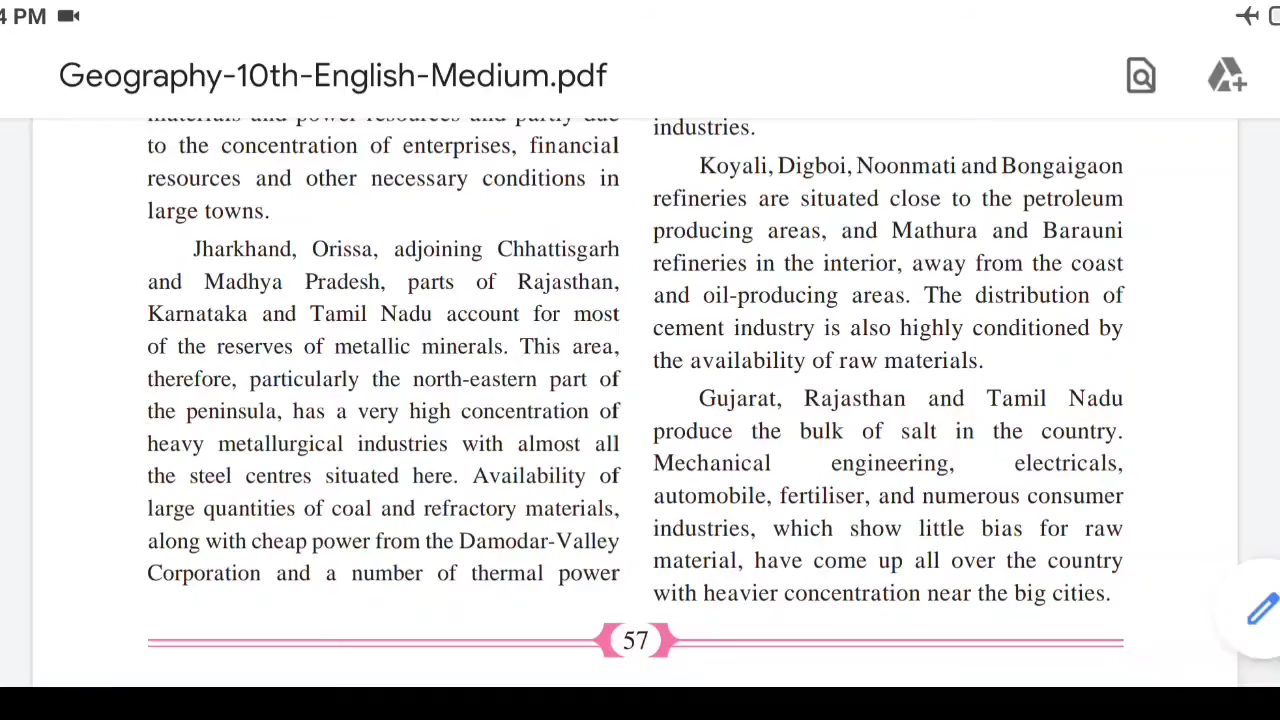 4 PM
Geography-10th-English-Medium.pdf
materials and power resources and partly due
to the concentration of enterprises, financial
resources and other necessary conditions in
large towns.
Jharkhand, Orissa, adjoining Chhattisgarh
and Madhya Pradesh, parts of Rajasthan,
Karnataka and Tamil Nadu account for most
of the reserves of metallic minerals. This area,
therefore, particularly the north-eastern part of
the peninsula, has a very high concentration of
heavy metallurgical industries with almost all
the steel centres situated here. Availability of
large quantities of coal and refractory materials,
along with cheap power from the Damodar-Valley
Corporation and a number of thermal power
industries.
Koyali, Digboi, Noonmati and Bongaigaon
refineries are situated close to the petroleum
producing areas, and Mathura and Barauni
refineries in the interior, away from the coast
and oil-producing areas. The distribution of
cement industry is also highly conditioned by
the availability of raw materials.
Gujarat, Rajasthan and Tamil Nadu
produce the bulk of salt in the country.
Mechanical engineering, electricals,
automobile, fertiliser, and numerous consumer
industries, which show little bias for raw
material, have come up all over the country
with heavier concentration near the big cities.
57